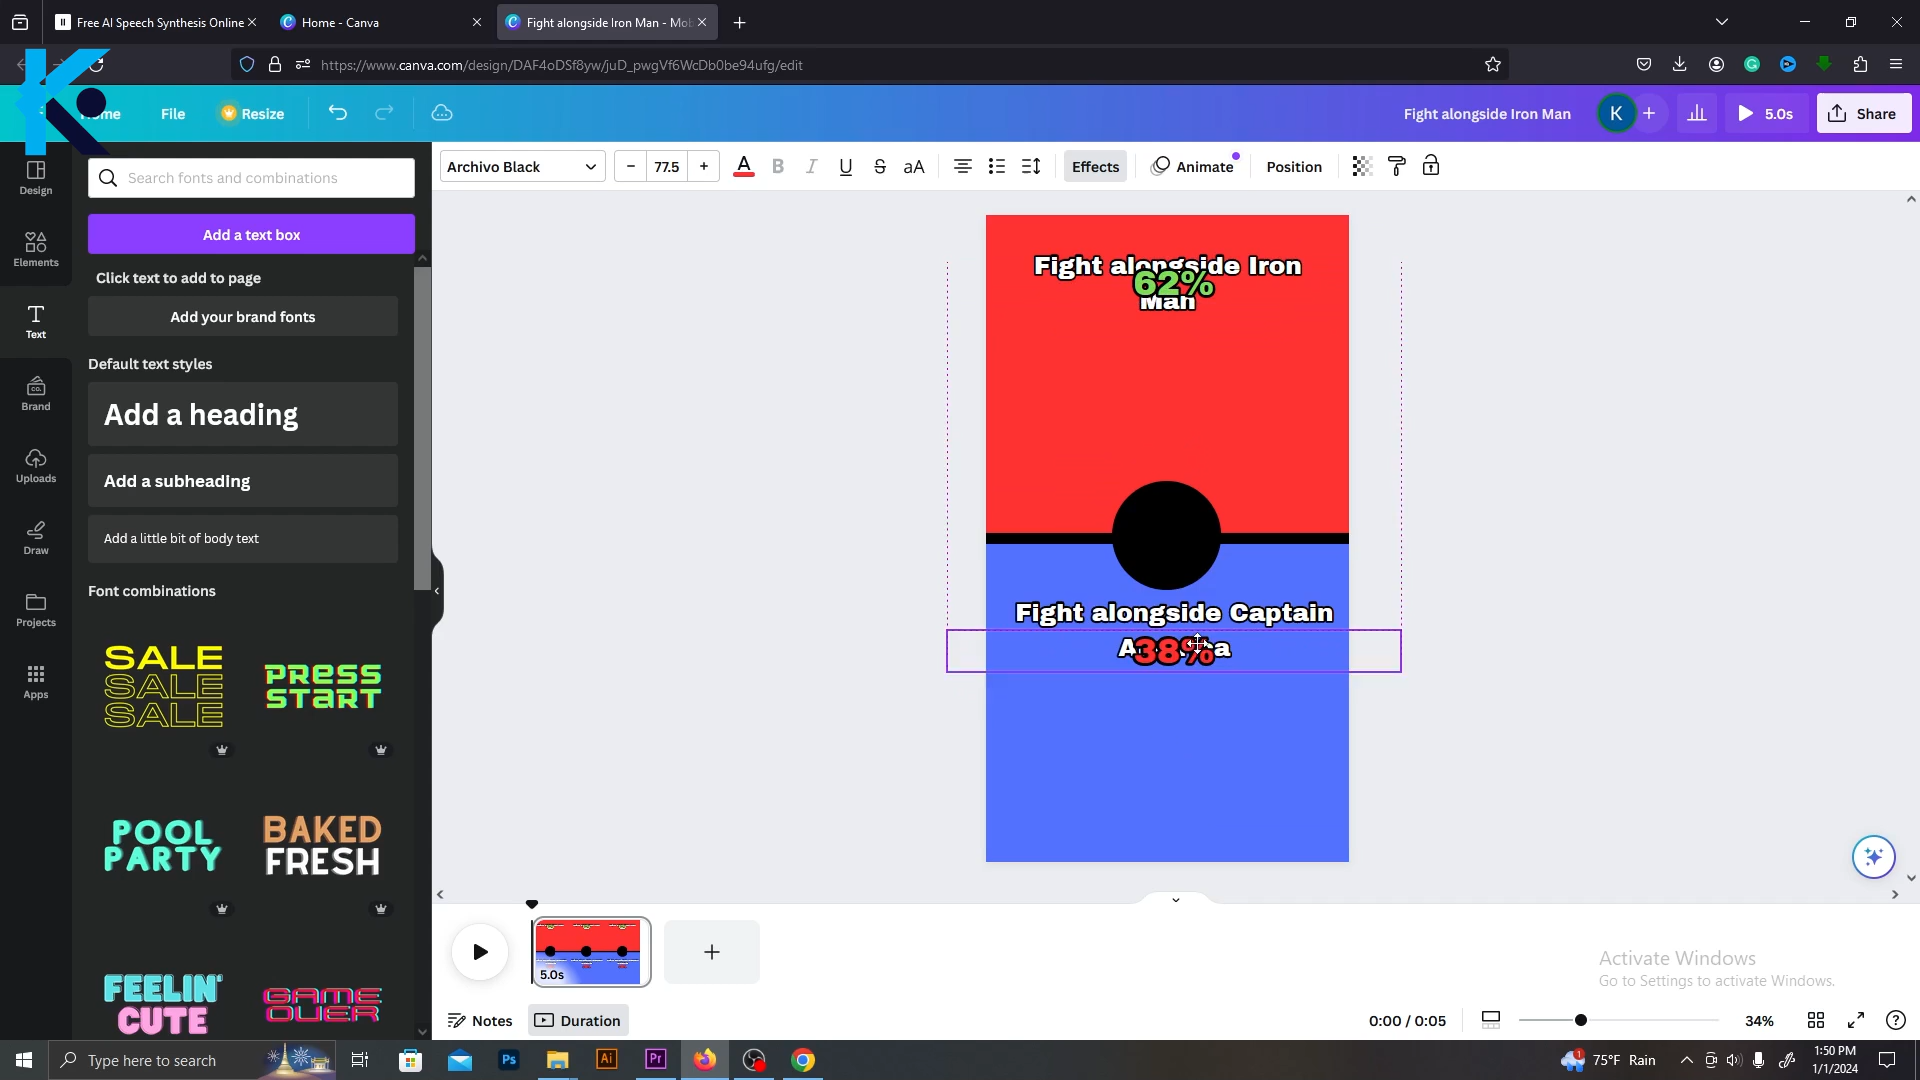 Free AI Speech Synthesis Online
Home - Canva
Fight alongside Iron Man - Mob
https://www.canva.com/design/DAF4oDSf8yw/juD_pwgVf6WcDb0be94ufg/edit
File
Resize
Fight alongside Iron Man
K
5.0s
Share
Archivo Black
77.5
A
B
I
U
S
aA
Effects
Animate
Position
Design
Elements
Text
Brand
Uploads
Draw
Projects
Apps
Search fonts and combinations
Add a text box
Click text to add to page
Add your brand fonts
Default text styles
Add a heading
Add a subheading
Add a little bit of body text
Font combinations
SALE
SALE
SALE
PRESS
START
POOL
PARTY
BAKED
FRESH
FEELIN'
CUTE
GAME
OVER
Fight alongside Iron
62%
Man
Fight alongside Captain
38%
5.0s
Notes
Duration
0:00 / 0:05
34%
Activate Windows
Go to Settings to activate Windows.
Type here to search
Ps
Ai
Pr
1
75°F Rain
1:50 PM
1/1/2024